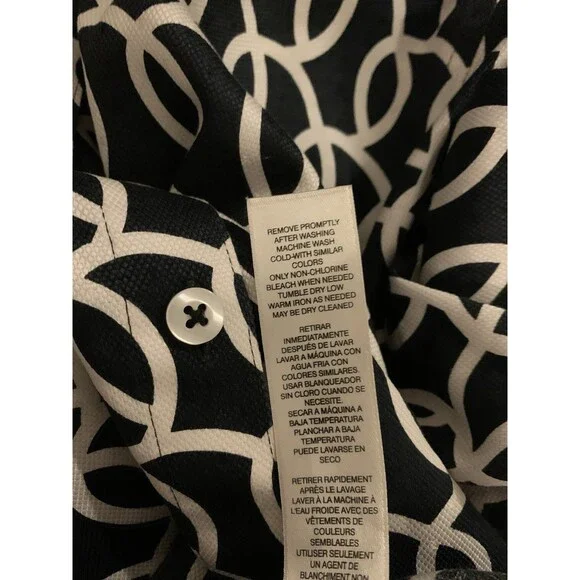 REMOVE PROMPTLY
AFTER WASHING
MACHINE WASH
COLD-WITH SIMILAR
COLORS
ONLY NON-CHLORINE
BLEACH WHEN NEEDED
TUMBLE DRY LOW
WARM IRON AS NEEDED
MAY BE DRY CLEANED
RETIRAR
INMEDIATAMENTE
DESPUÉS DE LAVAR
LAVAR A MÁQUINA CON
AGUA FRIA CON
COLORES SIMILARES.
USAR BLANQUEADOR
SIN CLORO CUANDO SE
NECESITE.
SECAR A MÁQUINA A
BAJA TEMPERATURA
PLANCHAR A BAJA
TEMPERATURA
PUEDE LAVARSE EN
SECO
RETIRER RAPIDEMENT
APRÈS LE LAVAGE
LAVER À LA MACHINE À
L'EAU FROIDE AVEC DES
VÊTEMENTS DE
COULEURS
SEMBLABLES
UTILISER SEULEMENT
UN AGENT DE
BLANCHIMENT NON